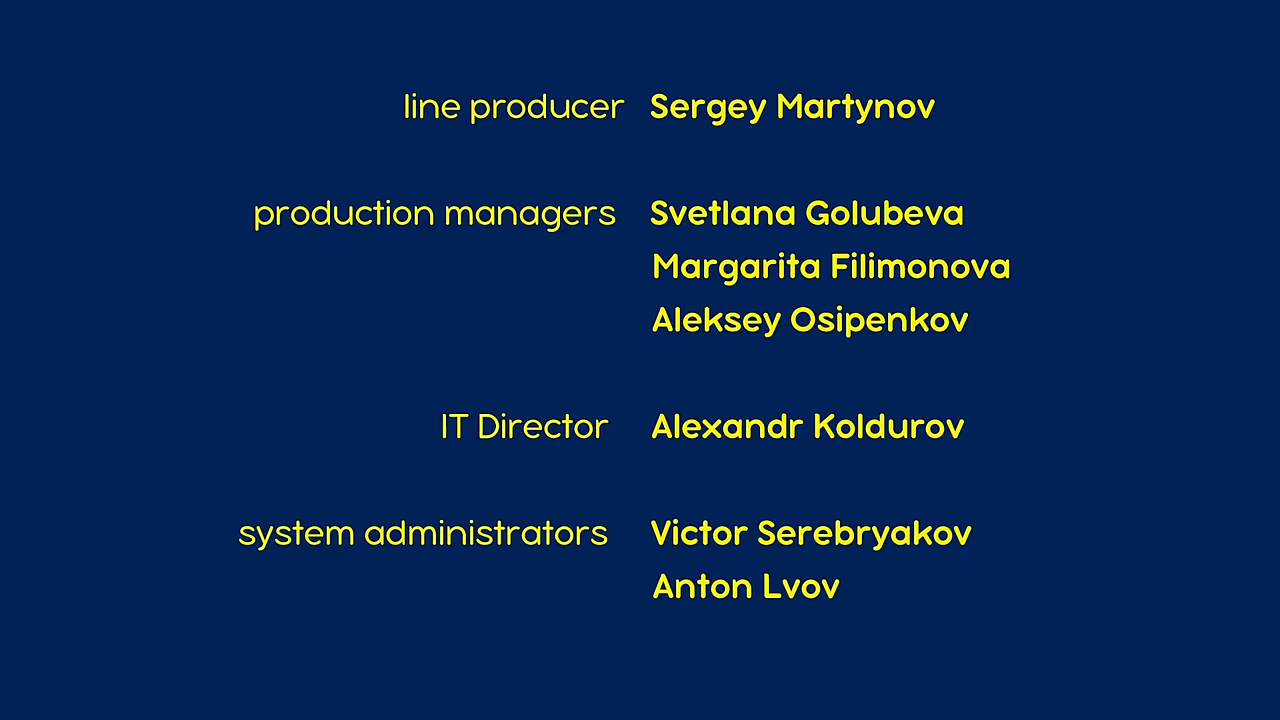 line producer Sergey Martynov
production managers Svetlana Golubeva
Margarita Filimonova
Aleksey Osipenkov
IT Director Alexandr Koldurov
system administrators Victor Serebryakov
Anton Lvov